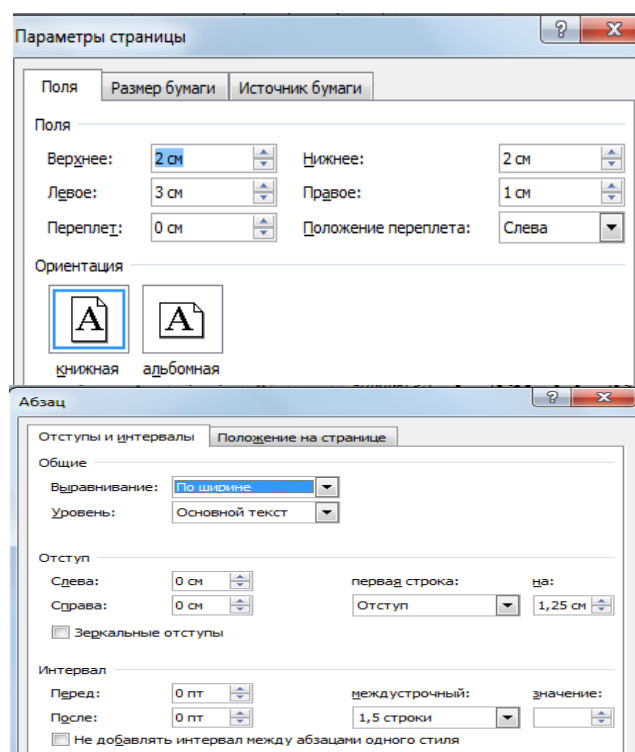 Параметры страницы
Поля Размер бумаги Источник бумаги
Поля
Верхнее: 2 см Нижнее: 2 см
Левое: 3 см Правое: 1 см
Переплет: 0 см Положение переплета: Слева
Ориентация
A A
книжная альбомная
Абзац
Отступы и интервалы Положение на странице
Общие
Выравнивание: По ширине
Уровень: Основной текст
Отступ
Слева: 0 см первая строка: на:
Справа: 0 см Отступ 1,25 см
Зеркальные отступы
Интервал
Перед: 0 пт междустрочный: значение:
После: 0 пт 1,5 строки
Не добавлять интервал между абзацами одного стиля